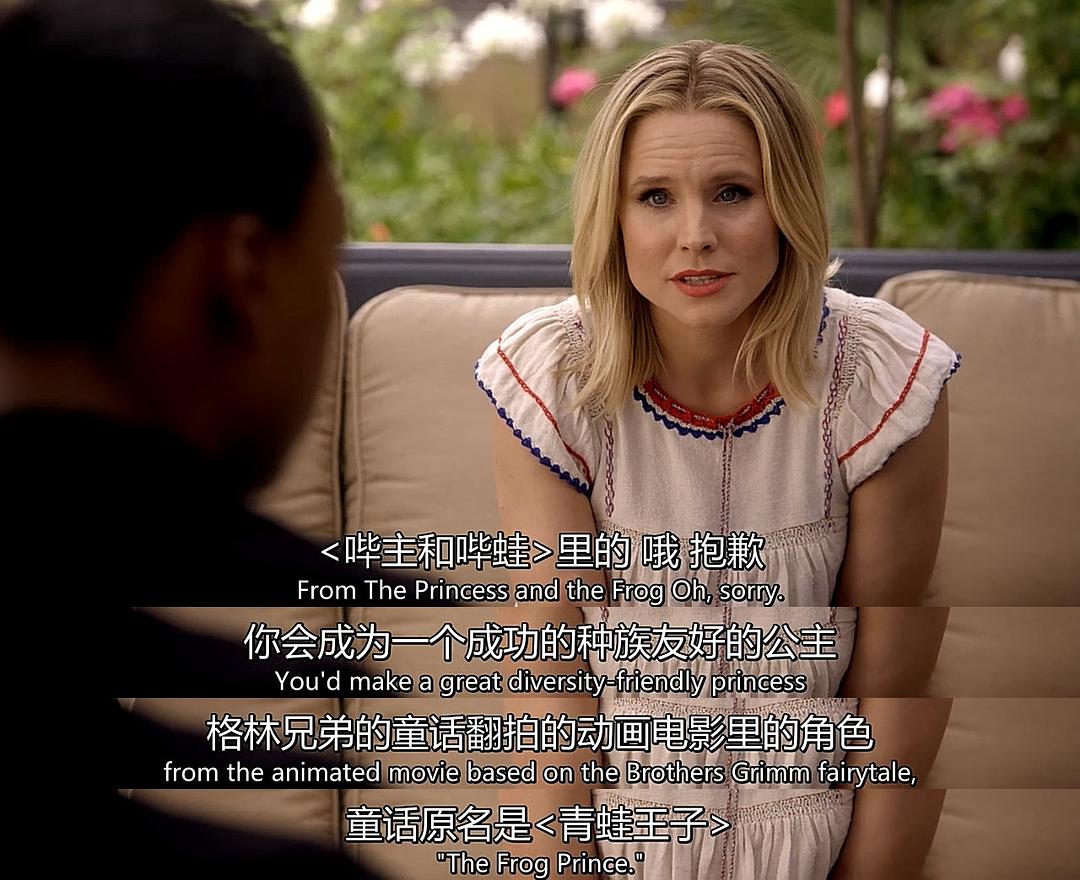 <哔主和哔蛙>里的 哦 抱歉
From The Princess and the Frog Oh, sorry.
你会成为一个成功的种族友好的公主
You'd make a great diversity-friendly princess
格林兄弟的童话翻拍的动画电影里的角色
from the animated movie based on the Brothers Grimm fairytale,
童话原名是<青蛙王子>
"The Frog Prince."